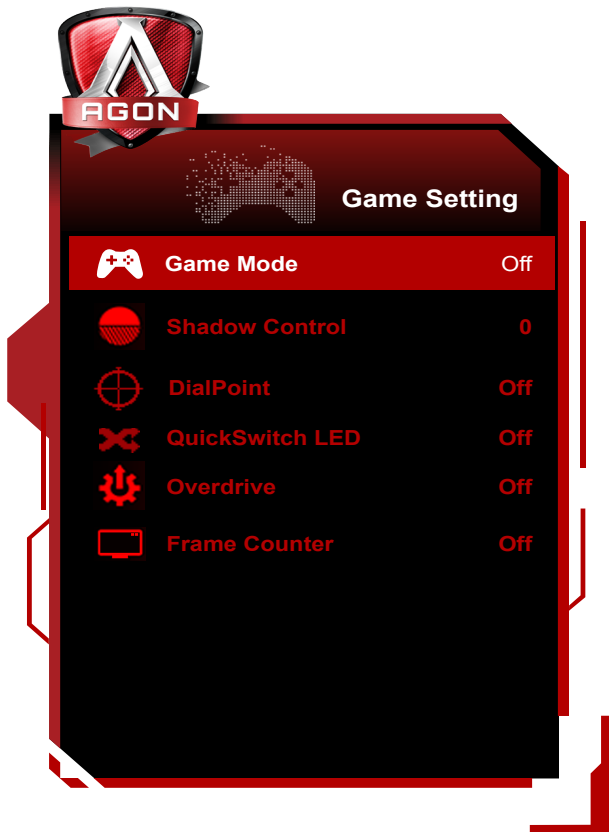 AGON
Game Setting
Game Mode Off
Shadow Control 0
DialPoint Off
QuickSwitch LED Off
Overdrive Off
Frame Counter Off